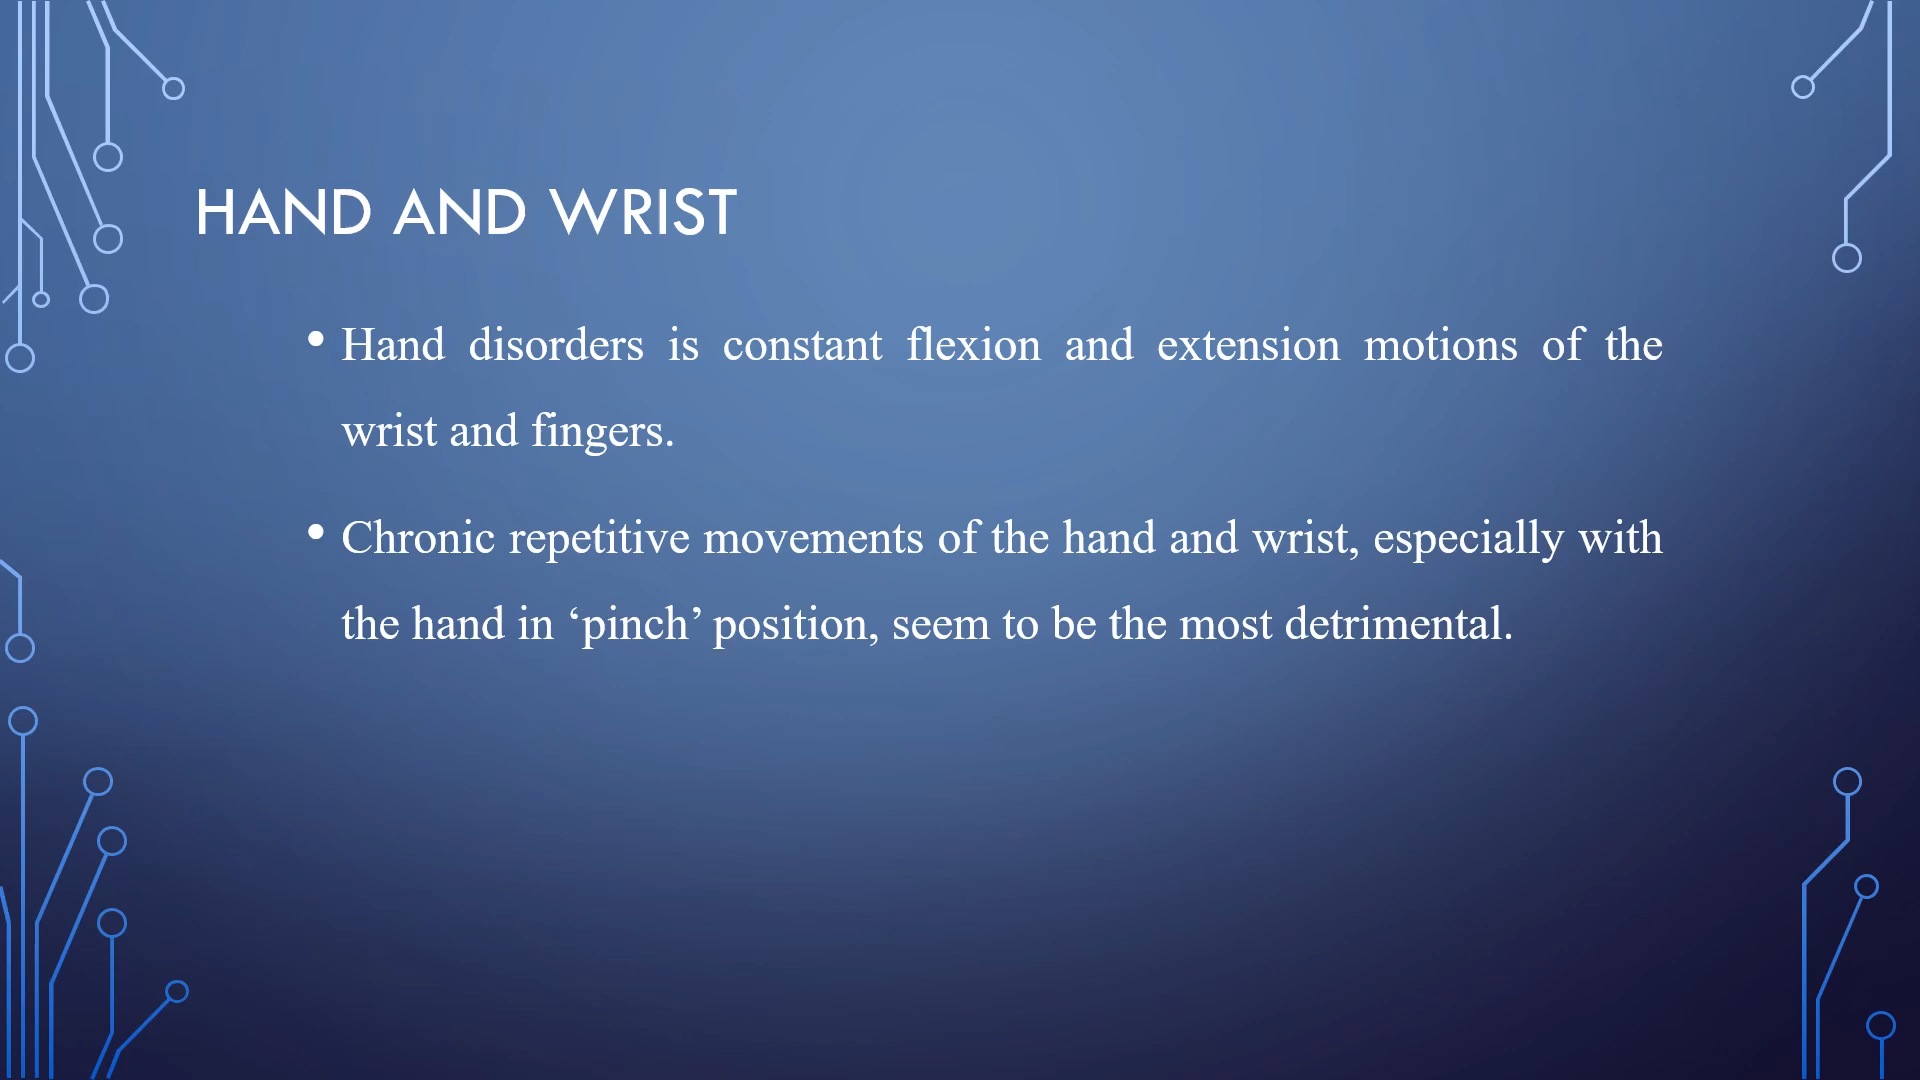 HAND AND WRIST
• Hand disorders is constant flexion and extension motions of the
wrist and fingers.
• Chronic repetitive movements of the hand and wrist, especially with
the hand in ‘pinch’ position, seem to be the most detrimental.